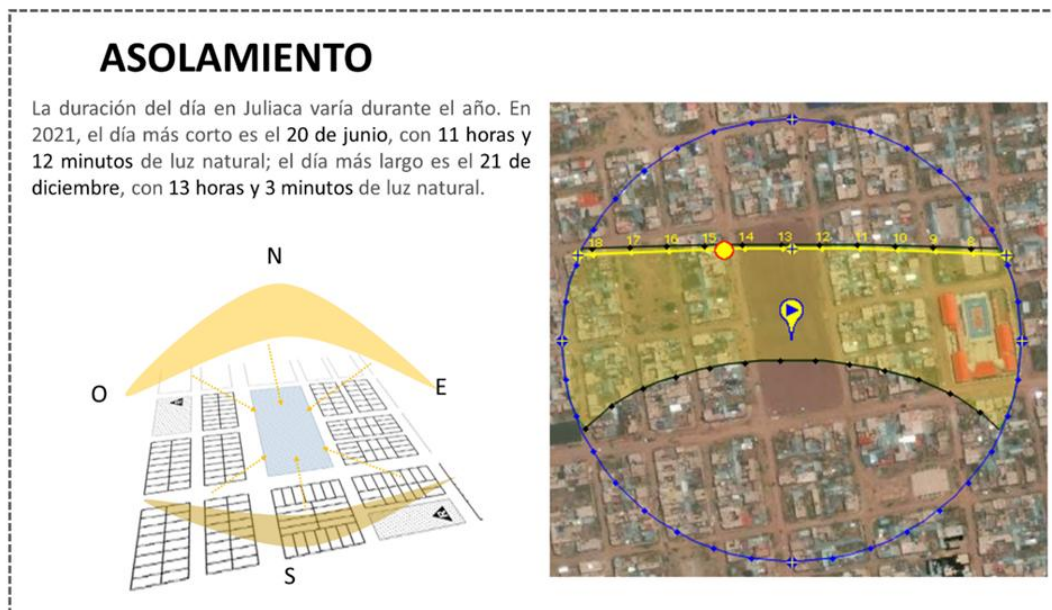 ASOLAMIENTO
La duración del día en Juliaca varía durante el año. En
2021, el día más corto es el 20 de junio, con 11 horas y
12 minutos de luz natural; el día más largo es el 21 de
diciembre, con 13 horas y 3 minutos de luz natural.
N
O
E
S
18 17 16 15 14 13 12 11 10 9 8